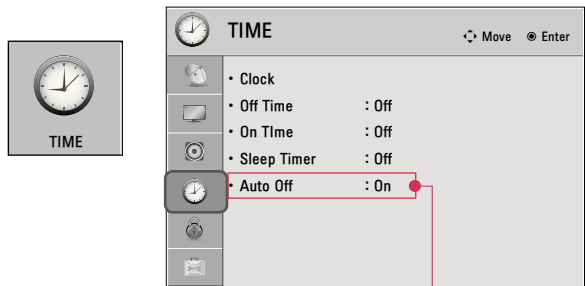 TIME
TIME
Move Enter
• Clock
• Off Time : Off
• On TIme : Off
• Sleep Timer : Off
• Auto Off : On